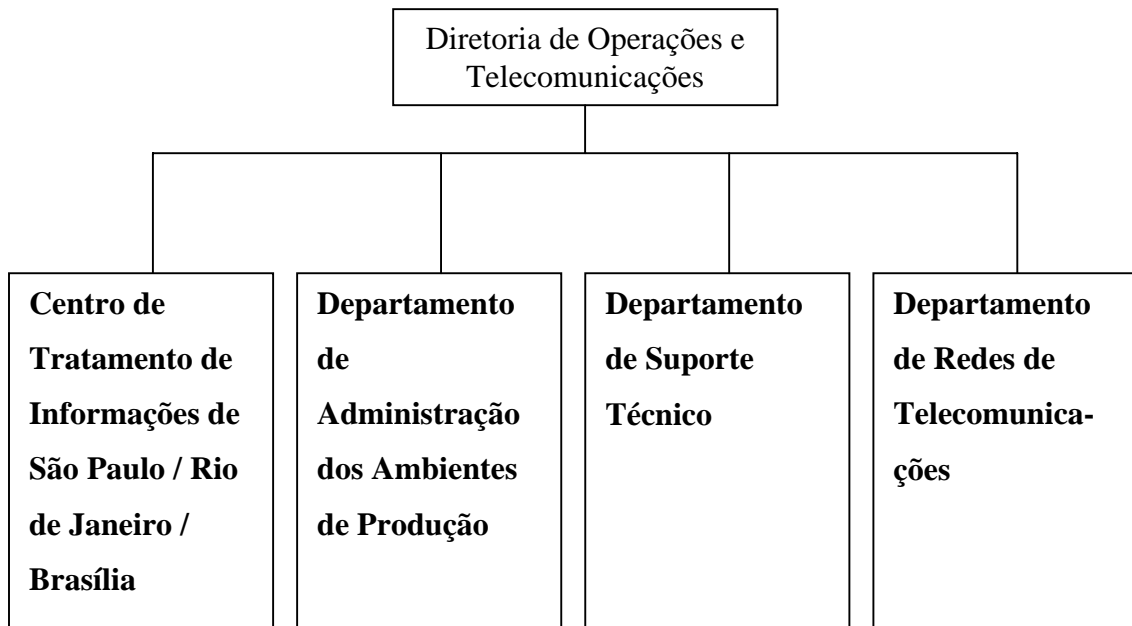 Diretoria de Operações e
Telecomunicações
Centro de
Tratamento de
Informações de
São Paulo / Rio
de Janeiro /
Brasília
Departamento
de
Administração
dos Ambientes
de Produção
Departamento
de Suporte
Técnico
Departamento
de Redes de
Telecomunica-
ções